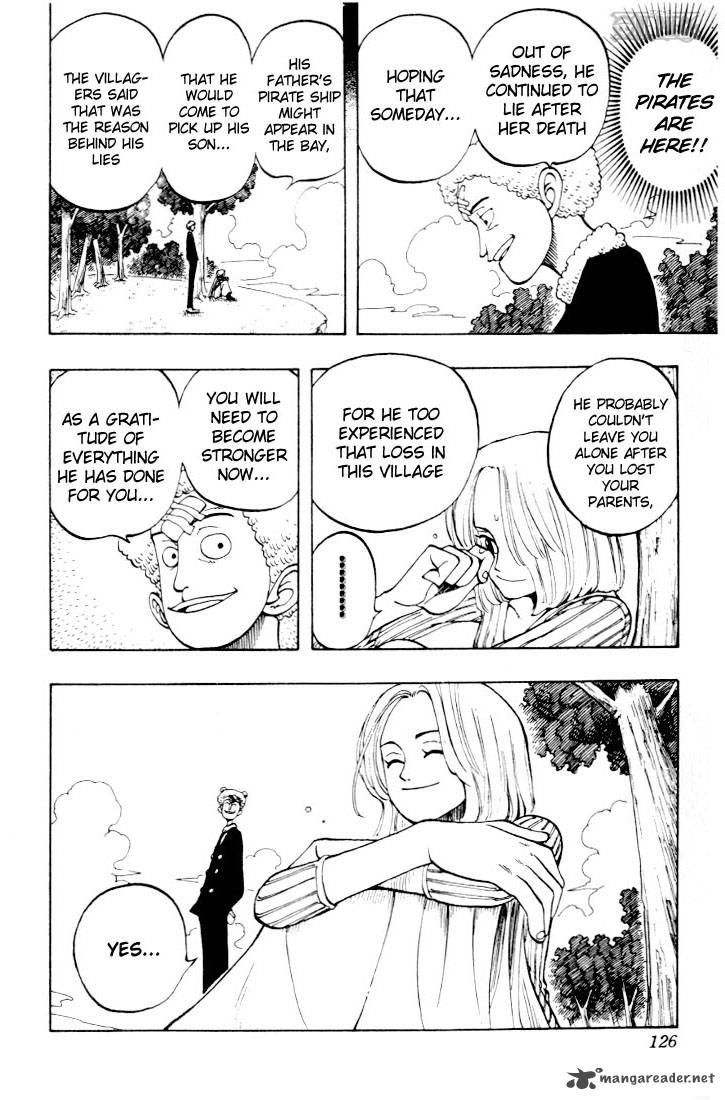 THE
PIRATES
ARE
HERE!!
OUT OF
SADNESS, HE
CONTINUED TO
LIE AFTER
HER DEATH
HOPING
THAT
SOMEDAY...
HIS
FATHER'S
PIRATE SHIP
MIGHT
APPEAR IN
THE BAY,
THAT HE
WOULD
COME TO
PICK UP HIS
SON...
THE VILLAG-
ERS SAID
THAT WAS
THE REASON
BEHIND HIS
LIES
HE PROBABLY
COULDN'T
LEAVE YOU
ALONE AFTER
YOU LOST
YOUR
PARENTS,
FOR HE TOO
EXPERIENCED
THAT LOSS IN
THIS VILLAGE
YOU WILL
NEED TO
BECOME
STRONGER
NOW...
AS A GRATI-
TUDE OF
EVERYTHING
HE HAS DONE
FOR YOU...
YES...
126
mangareader.net